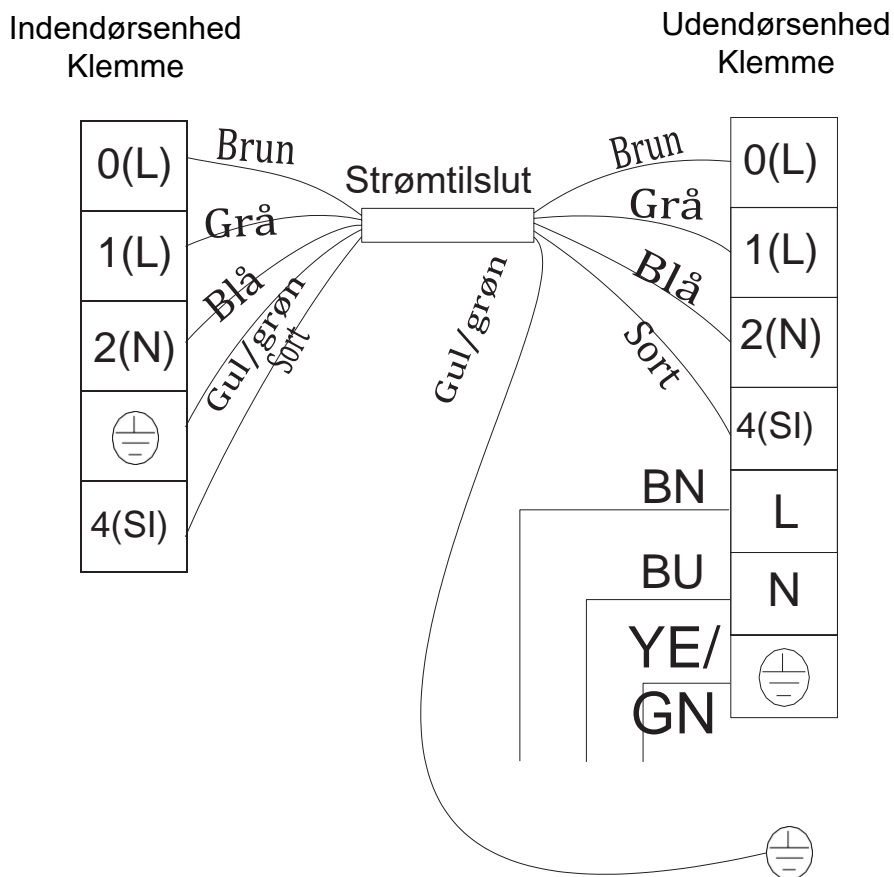 Indendørsenhed
Klemme
0(L)
1(L)
2(N)
4(SI)
Brun
Grå
Blå
Gul/grøn
Sort
Strømtilslut
Gul/grøn
Brun
Grå
Blå
Sort
Udendørsenhed
Klemme
0(L)
1(L)
2(N)
4(SI)
L
N
BN
BU
YE/
GN